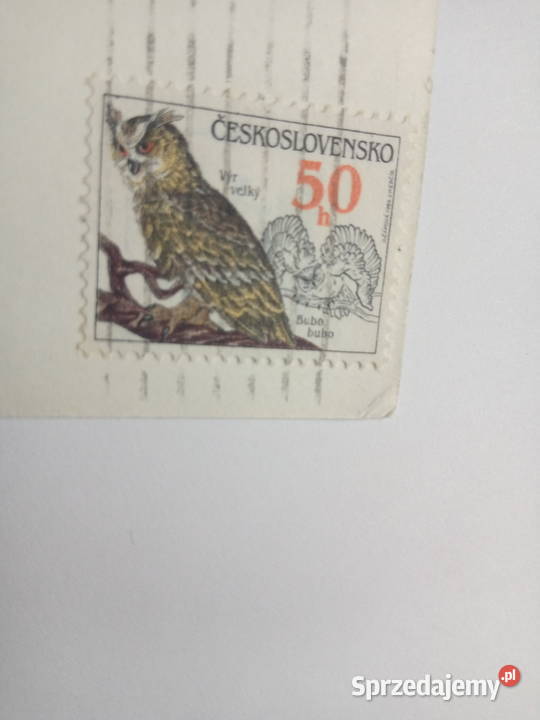 ČESKOSLOVENSKO
50
h
Výr
velký
Bubo
bubo
Sprzedajemy.pl